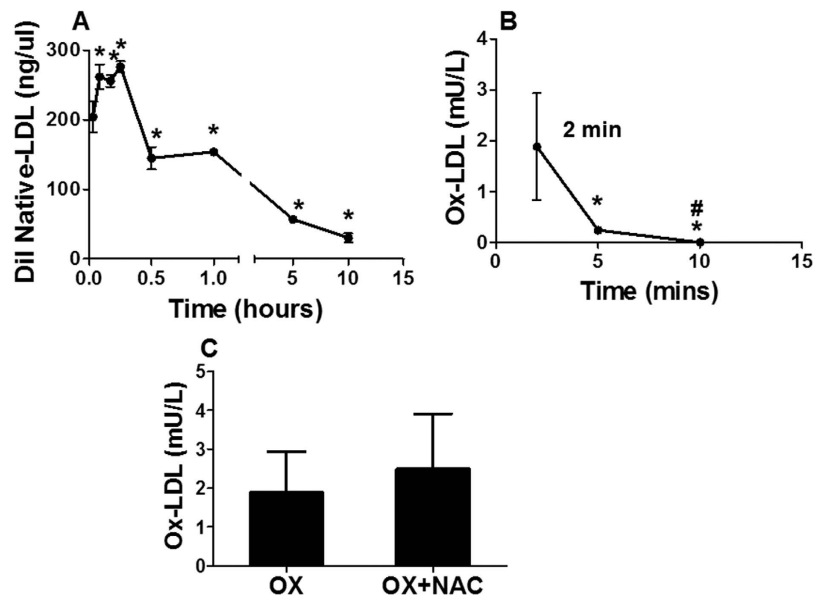 A
DiI Native-LDL (ng/ul)
300
200
100
0
* * *
* *
* *
0.0 0.5 1.0 5 10 15
Time (hours)
B
Ox-LDL (mU/L)
4
3
2
1
0
2 min
*
#
*
0 5 10 15
Time (mins)
C
Ox-LDL (mU/L)
5
4
3
2
1
0
OX OX+NAC